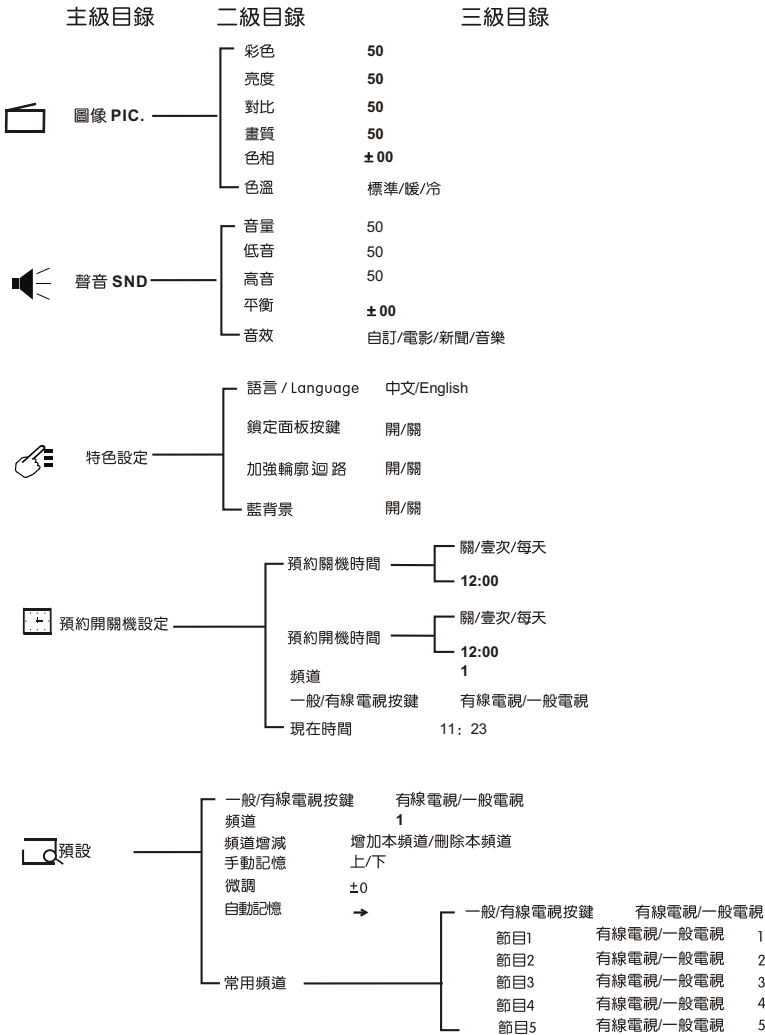 主級目錄 二級目錄 三級目錄
彩色 50
亮度 50
對比 50
圖像 PIC.
畫質 50
色相 ±00
色溫 標準/暖/冷
音量 50
低音 50
高音 50
聲音 SND
平衡 ±00
音效 自訂/電影/新聞/音樂
語言 / Language 中文/English
鎖定面板按鍵 開/關
特色設定
加強輪廓迴路 開/關
藍背景 開/關
關/壹次/每天
預約關機時間
12:00
關/壹次/每天
預約開關機設定
預約開機時間
12:00
頻道 1
一般/有線電視按鍵 有線電視/一般電視
現在時間 11: 23
一般/有線電視按鍵 有線電視/一般電視
頻道 1
頻道增減 增加本頻道/刪除本頻道
預設
手動記憶 上/下
微調 ±0
自動記憶 →
一般/有線電視按鍵 有線電視/一般電視
節目1 有線電視/一般電視 1
節目2 有線電視/一般電視 2
常用頻道
節目3 有線電視/一般電視 3
節目4 有線電視/一般電視 4
節目5 有線電視/一般電視 5